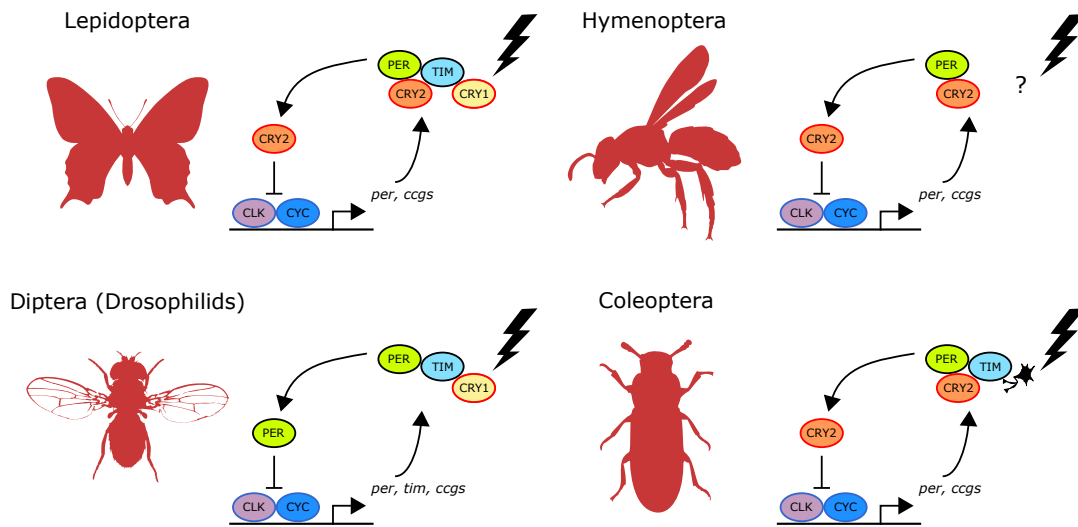 Lepidoptera
PER
TIM
CRY2
CRY1
CRY2
CLK
CYC
per, ccgs
Hymenoptera
PER
CRY2
?
CRY2
CLK
CYC
per, ccgs
Diptera (Drosophilids)
PER
TIM
CRY1
PER
CLK
CYC
per, tim, ccgs
Coleoptera
PER
TIM
CRY2
CRY2
CLK
CYC
per, ccgs